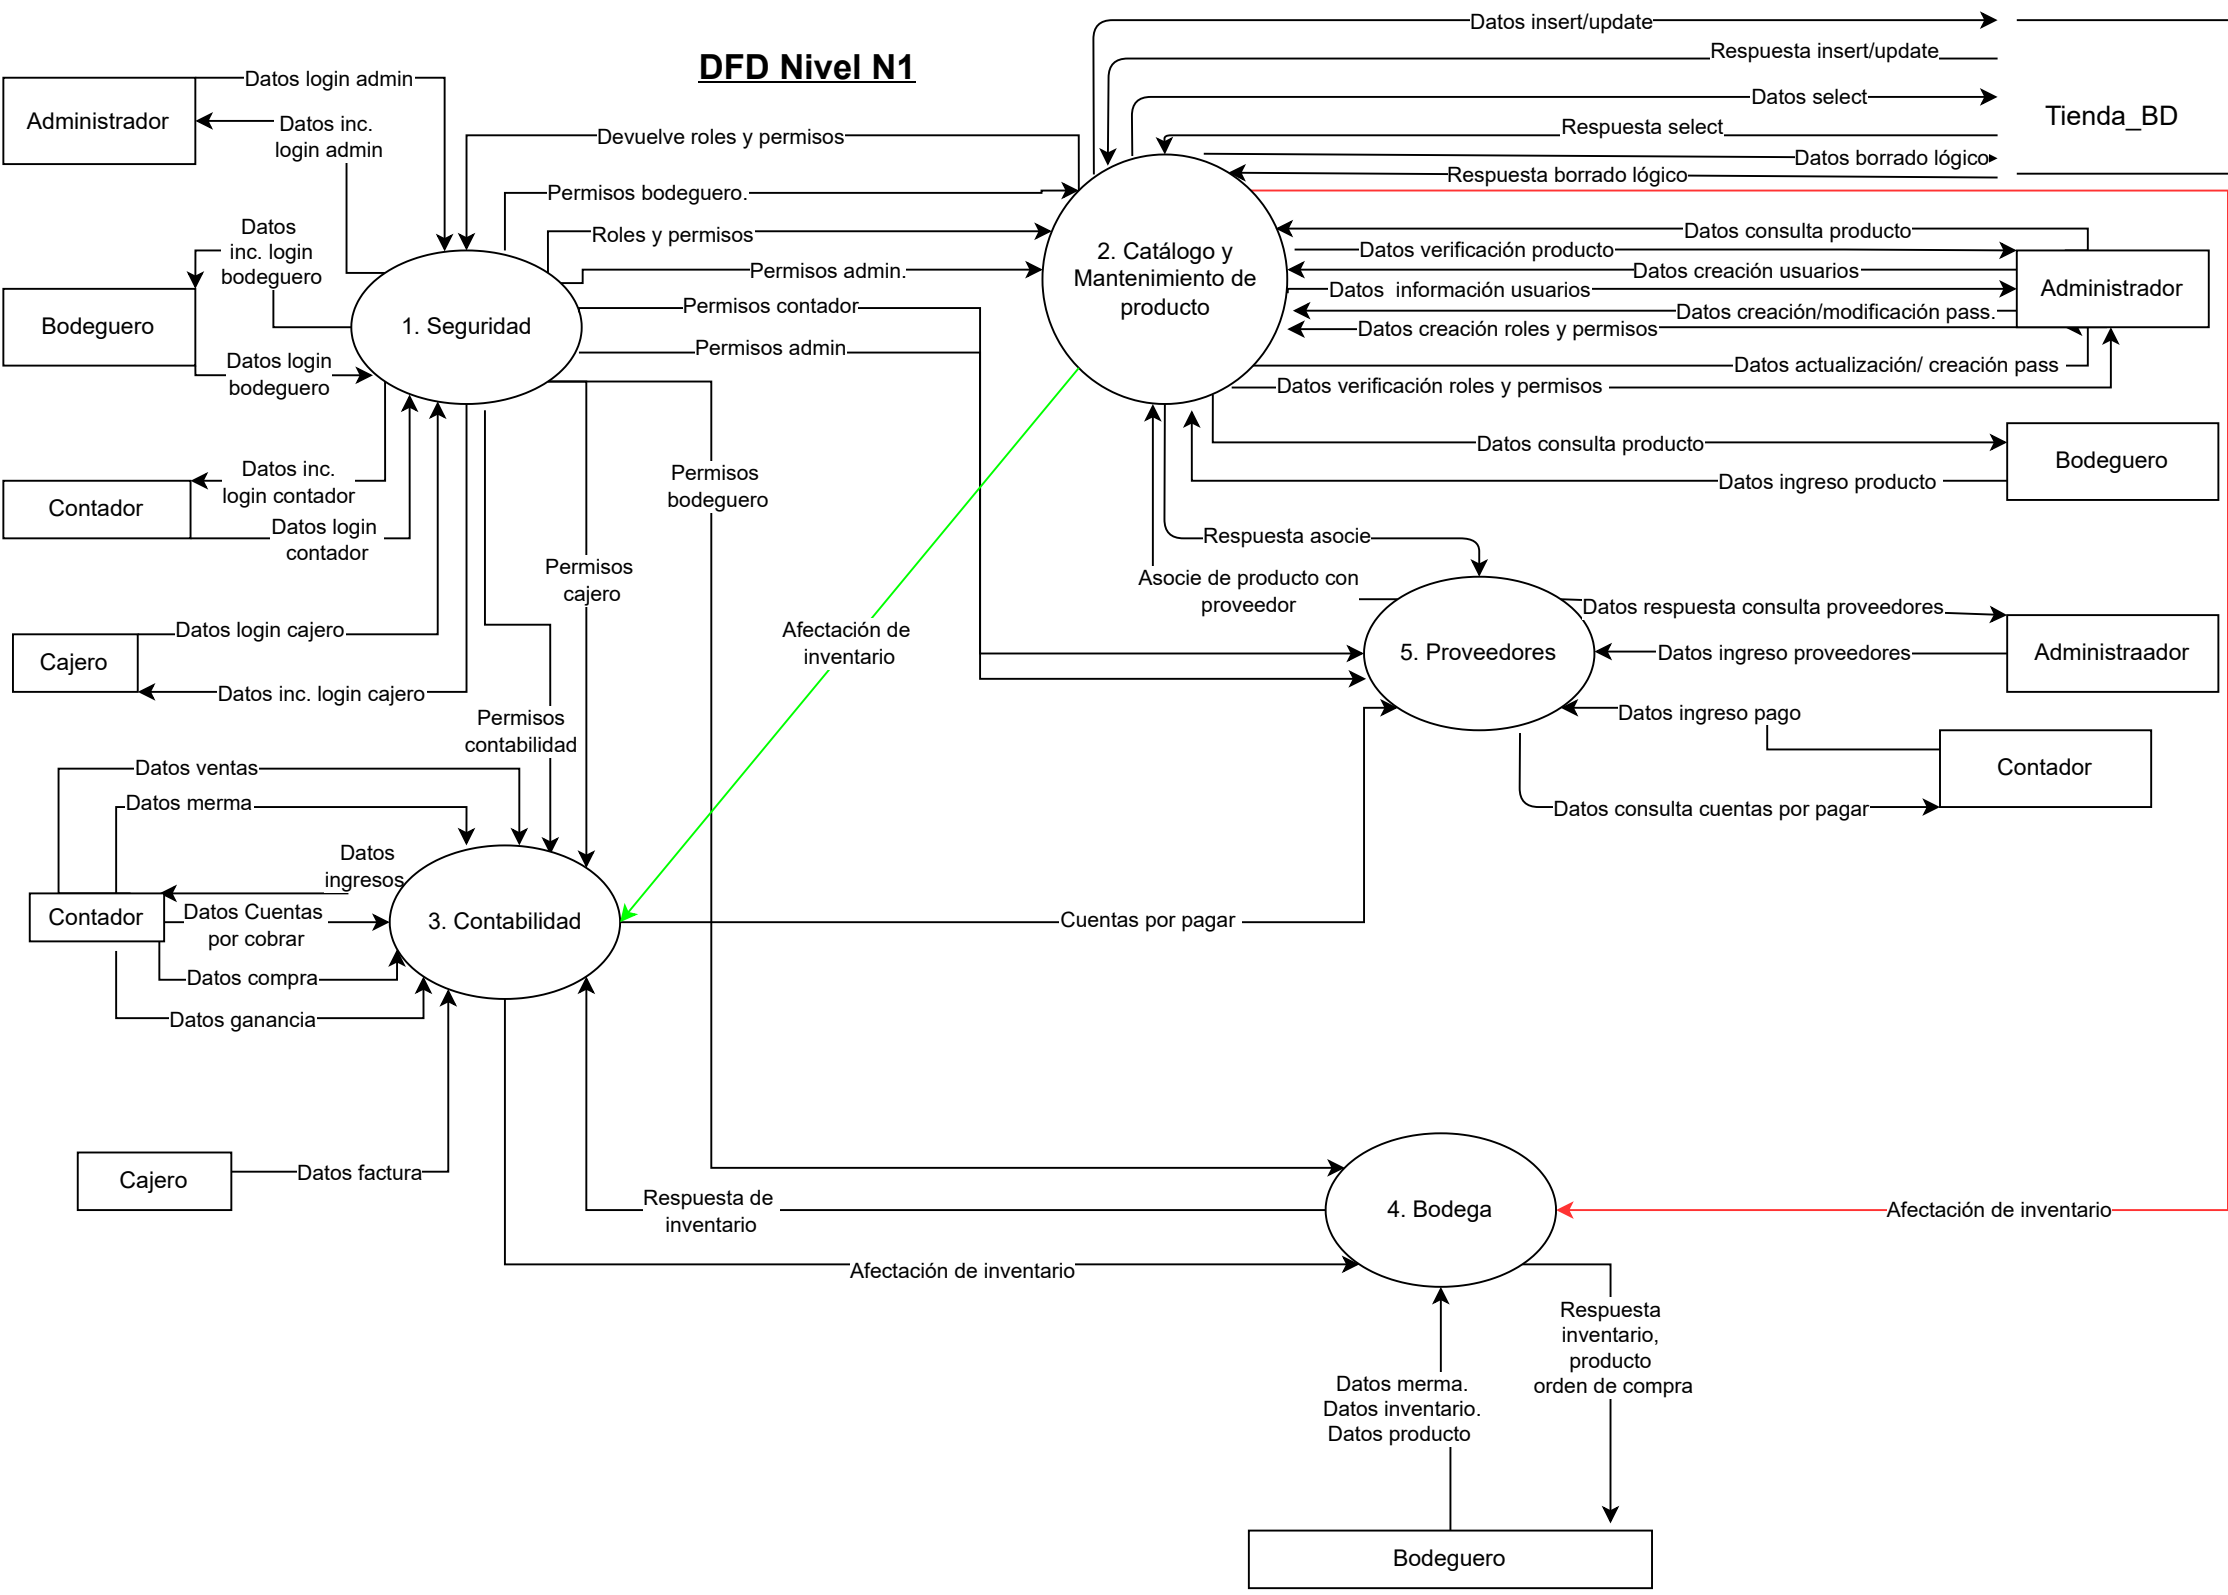 DFD Nivel N1
Datos insert/update
Respuesta insert/update
Datos select
Respuesta select
Datos borrado lógico
Respuesta borrado lógico
Tienda_BD
Administrador
Datos login admin
Datos inc.
login admin
Devuelve roles y permisos
Permisos bodeguero.
Roles y permisos
Permisos admin.
Permisos contador
Permisos admin
Datos
inc. login
bodeguero
Bodeguero
Datos login
bodeguero
1. Seguridad
2. Catálogo y
Mantenimiento de
producto
Datos consulta producto
Datos verificación producto
Datos creación usuarios
Datos  información usuarios
Datos creación/modificación pass.
Datos creación roles y permisos
Datos actualización/ creación pass
Datos verificación roles y permisos
Administrador
Datos consulta producto
Datos ingreso producto
Bodeguero
Datos inc.
login contador
Contador
Datos login
contador
Permisos
bodeguero
Permisos
cajero
Respuesta asocie
Asocie de producto con
proveedor
Datos login cajero
Cajero
Datos inc. login cajero
Afectación de
inventario
5. Proveedores
Datos respuesta consulta proveedores
Datos ingreso proveedores
Administraador
Datos ingreso pago
Contador
Datos consulta cuentas por pagar
Permisos
contabilidad
Datos ventas
Datos merma
Datos
ingresos
Contador
Datos Cuentas
por cobrar
Datos compra
Datos ganancia
3. Contabilidad
Cuentas por pagar
Cajero
Datos factura
Respuesta de
inventario
4. Bodega
Afectación de inventario
Afectación de inventario
Respuesta
inventario,
producto
orden de compra
Datos merma.
Datos inventario.
Datos producto
Bodeguero